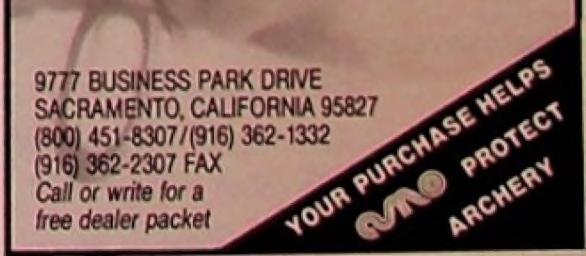 9777 BUSINESS PARK DRIVE
SACRAMENTO, CALIFORNIA 95827
(800) 451-8307/(916) 362-1332
(916) 362-2307 FAX
Call or write for a
free dealer packet
YOUR PURCHASE HELPS
PROTECT
ARCHERY